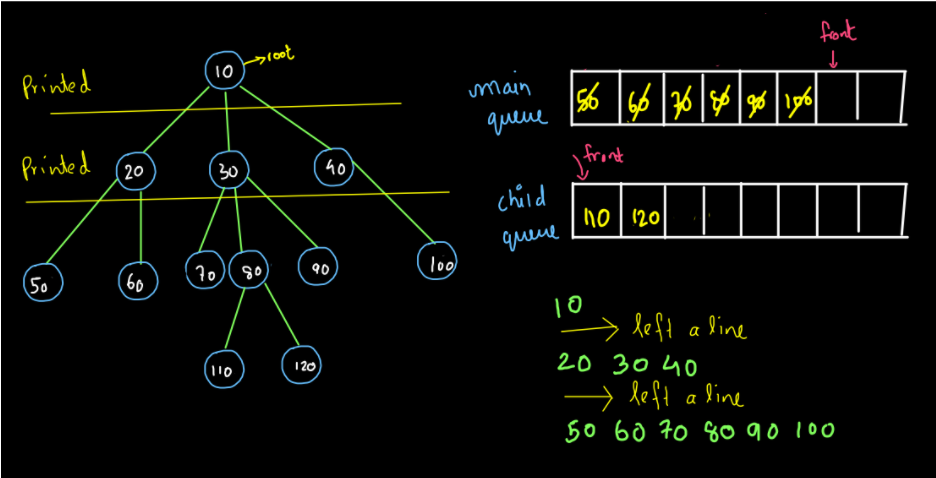 front
10 → root
Printed
main queue
50 60 70 80 90 100
Printed
20 30 40
front
child queue
110 120
50 60 70 80 90 100
110 120
10
→ left a line
20 30 40
→ left a line
50 60 70 80 90 100